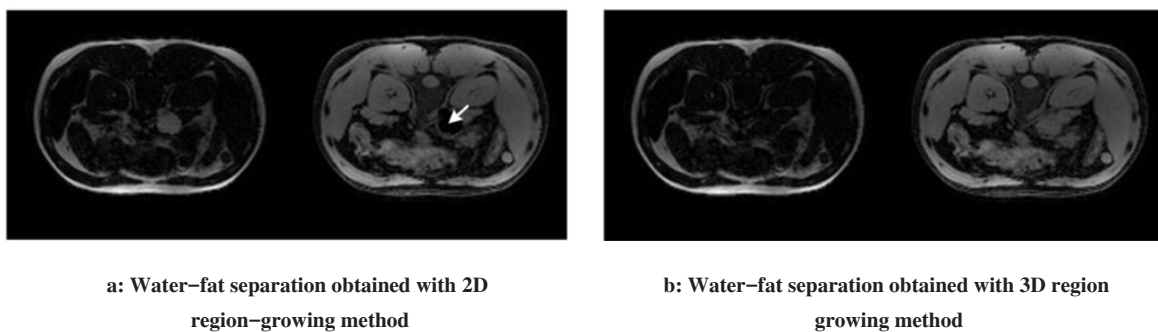 a: Water−fat separation obtained with 2D
region−growing method
b: Water−fat separation obtained with 3D region
growing method